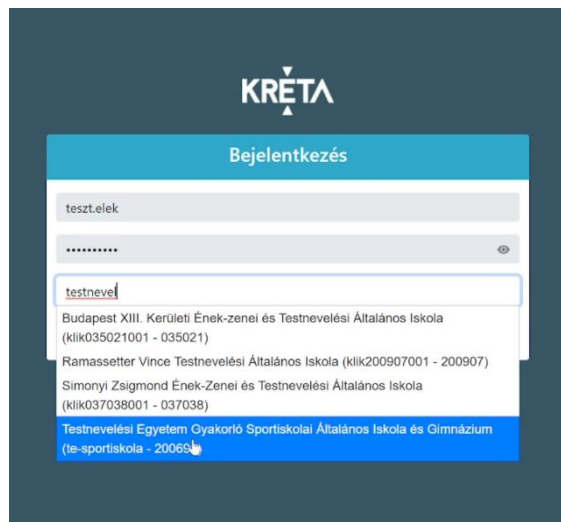 KRÉTA
Bejelentkezés
teszt.elek
••••••••••
testnevel
Budapest XIII. Kerületi Ének-zenei és Testnevelési Általános Iskola
(klik035021001 - 035021)
Ramassetter Vince Testnevelési Általános Iskola (klik200907001 - 200907)
Simonyi Zsigmond Ének-Zenei és Testnevelési Általános Iskola
(klik037038001 - 037038)
Testnevelési Egyetem Gyakorló Sportiskolai Általános Iskola és Gimnázium
(te-sportiskola -